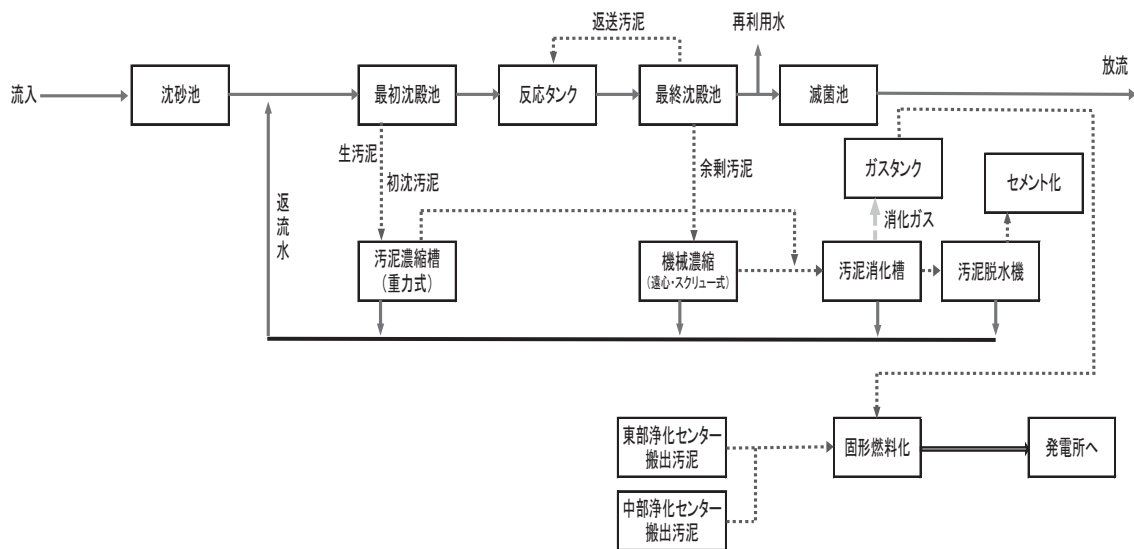 返送汚泥
再利用水
放流
流入
沈砂池
最初沈殿池
反応タンク
最終沈殿池
滅菌池
生汚泥
初沈汚泥
余剰汚泥
ガスタンク
セメント化
消化ガス
返流水
汚泥濃縮槽
(重力式)
機械濃縮
(遠心・スクリュー式)
汚泥消化槽
汚泥脱水機
東部浄化センター
搬出汚泥
固形燃料化
発電所へ
中部浄化センター
搬出汚泥